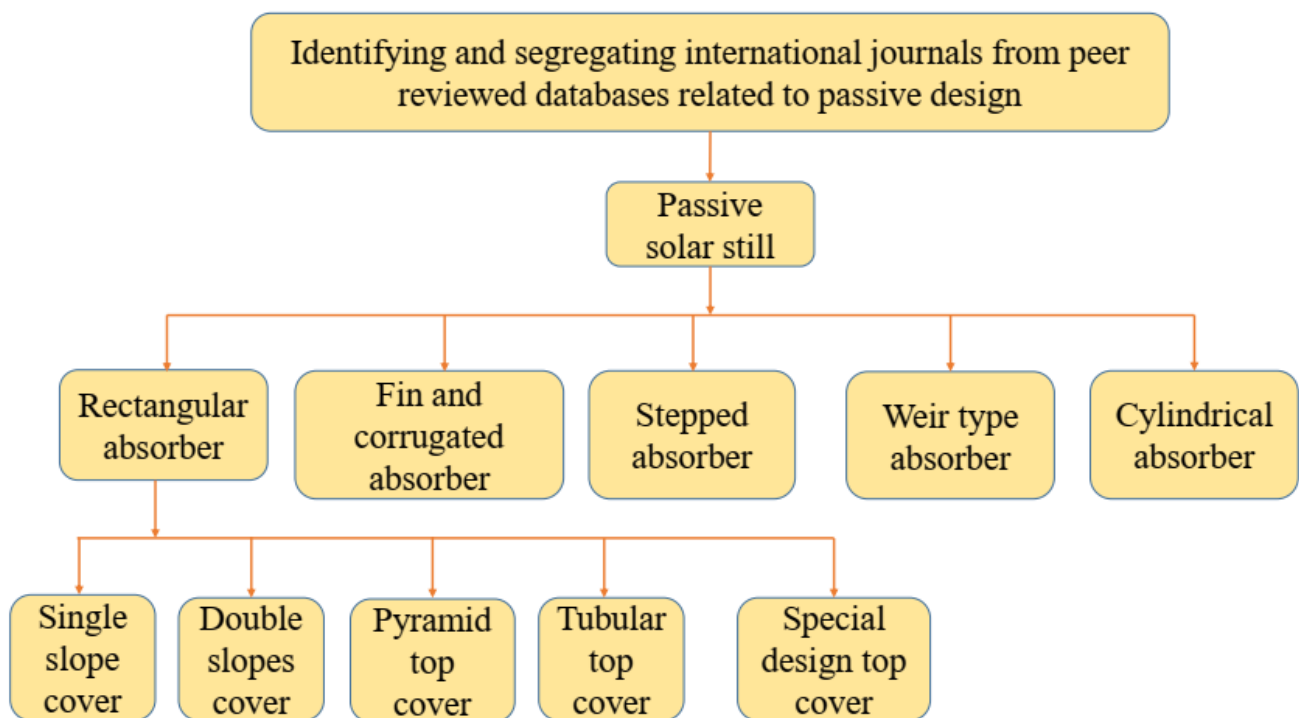 Identifying and segregating international journals from peer
reviewed databases related to passive design
Passive
solar still
Rectangular
absorber
Fin and
corrugated
absorber
Stepped
absorber
Weir type
absorber
Cylindrical
absorber
Single
slope
cover
Double
slopes
cover
Pyramid
top
cover
Tubular
top
cover
Special
design top
cover